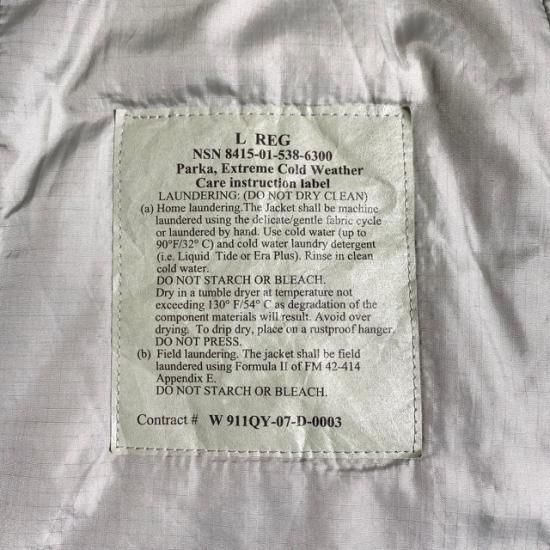 L REG
NSN 8415-01-538-6300
Parka, Extreme Cold Weather
Care instruction label
LAUNDERING: (DO NOT DRY CLEAN)
(a) Home laundering.The Jacket shall be machine
laundered using the delicate/gentle fabric cycle
or laundered by hand. Use cold water (up to
90°F/32° C) and cold water laundry detergent
(i.e. Liquid Tide or Era Plus). Rinse in clean
cold water.
DO NOT STARCH OR BLEACH.
Dry in a tumble dryer at temperature not
exceeding 130° F/54° C as degradation of the
component materials will result. Avoid over
drying. To drip dry, place on a rustproof hanger.
DO NOT PRESS.
(b) Field laundering. The jacket shall be field
laundered using Formula II of FM 42-414
Appendix E.
DO NOT STARCH OR BLEACH.
Contract # W 911QY-07-D-0003